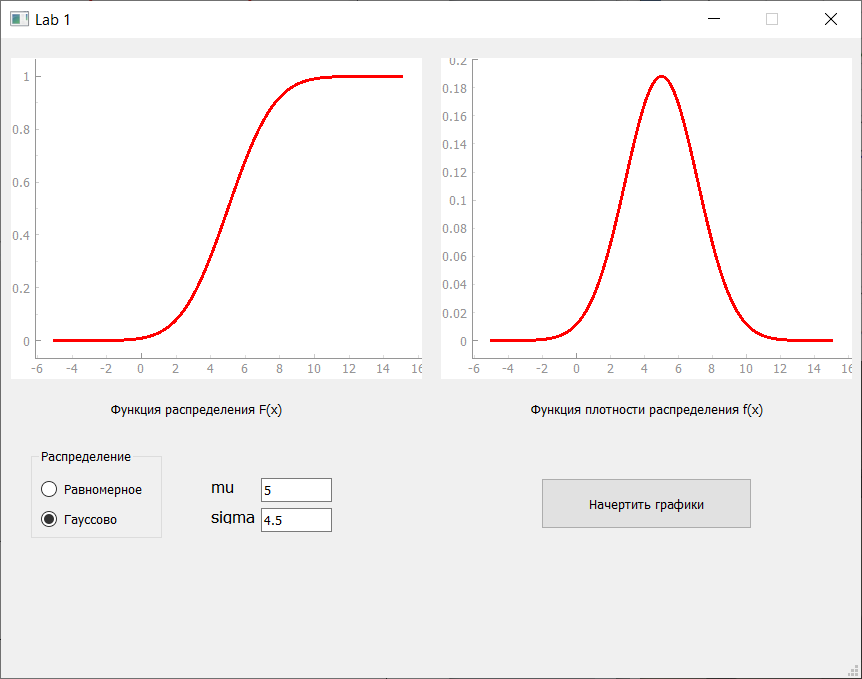 Lab 1
1
0.8
0.6
0.4
0.2
0
-6 -4 -2 0 2 4 6 8 10 12 14 16
0.2
0.18
0.16
0.14
0.12
0.1
0.08
0.06
0.04
0.02
0
-6 -4 -2 0 2 4 6 8 10 12 14 16
Функция распределения F(x)
Функция плотности распределения f(x)
Распределение
Равномерное
Гауссово
mu 5
sigma 4.5
Начертить графики